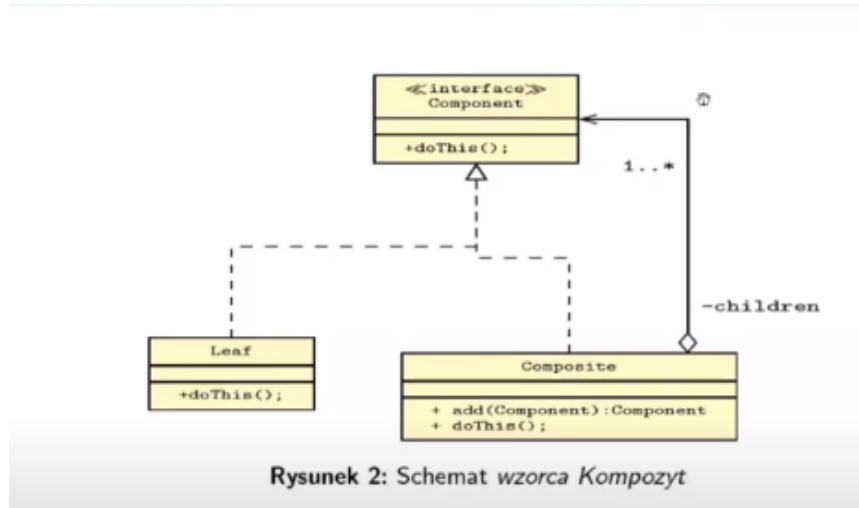 ≪interface≫
Component
+doThis();
1..*
-children
Leaf
+doThis();
Composite
+ add(Component):Component
+ doThis();
Rysunek 2: Schemat wzorca Kompozyt